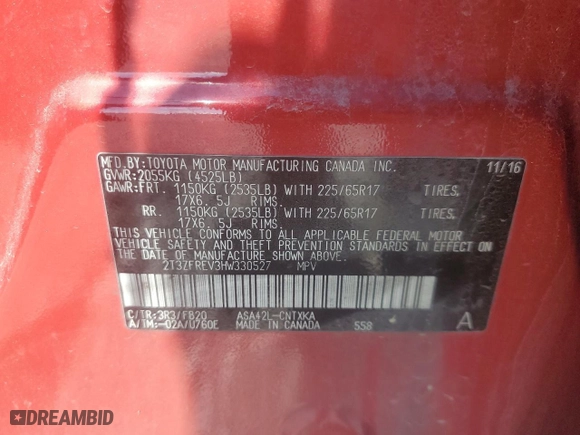 MFD.BY:TOYOTA MOTOR MANUFACTURING CANADA INC. 11/16
GVWR:2055KG (4525LB)
GAWR:FRT. 1150KG (2535LB) WITH 225/65R17 TIRES.
17X6. 5J RIMS.
RR. 1150KG (2535LB) WITH 225/65R17 TIRES.
17X6. 5J RIMS.
THIS VEHICLE CONFORMS TO ALL APPLICABLE FEDERAL MOTOR
VEHICLE SAFETY AND THEFT PREVENTION STANDARDS IN EFFECT ON
THE DATE OF MANUFACTURE SHOWN ABOVE.
2T3ZFREV3HW330527 MPV
C/TR:3R3/FB20 ASA42L-CNTXKA
A/TM:-02A/U760E MADE IN CANADA 558 A
DREAMBID